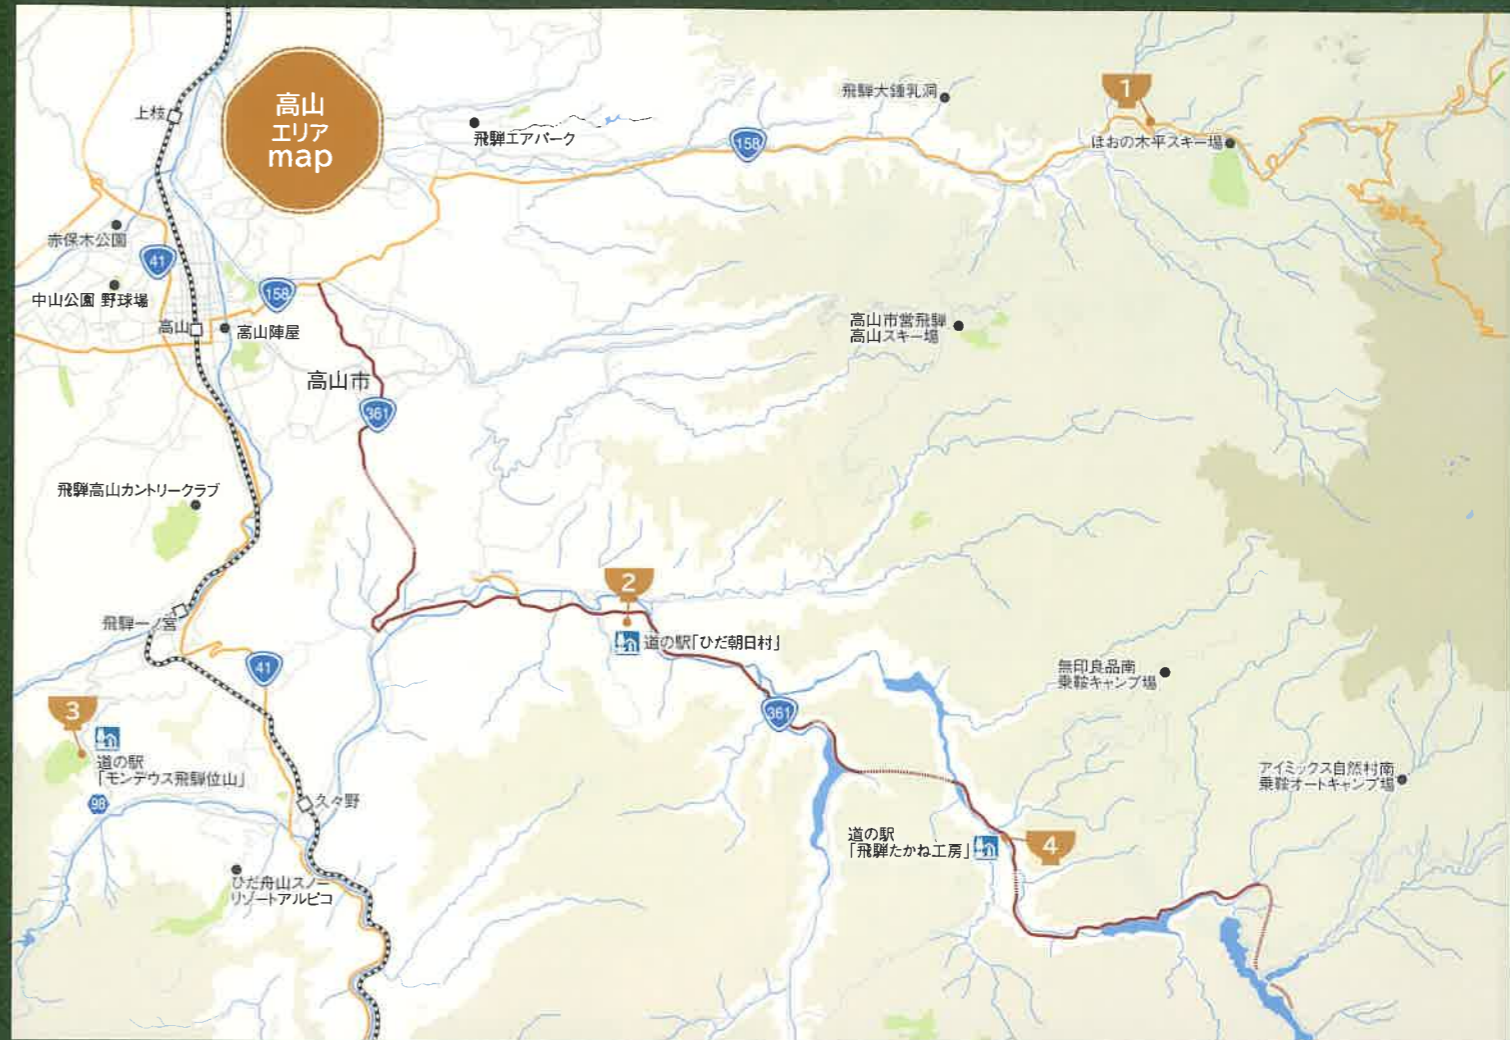 高山
エリア
map
上枝
飛騨エアパーク
飛騨大鍾乳洞
1
158
ほおの木平スキー場
赤保木公園
41
中山公園 野球場
158
高山
高山陣屋
高山市営飛騨
高山スキー場
高山市
361
飛騨高山カントリークラブ
2
飛騨一ノ宮
道の駅「ひだ朝日村」
41
無印良品南
乗鞍キャンプ場
3
361
道の駅
「モンデウス飛騨位山」
アイミックス自然村南
乗鞍オートキャンプ場
98
久々野
道の駅
「飛騨たかね工房」
4
ひだ舟山スノー
リゾートアルピコ